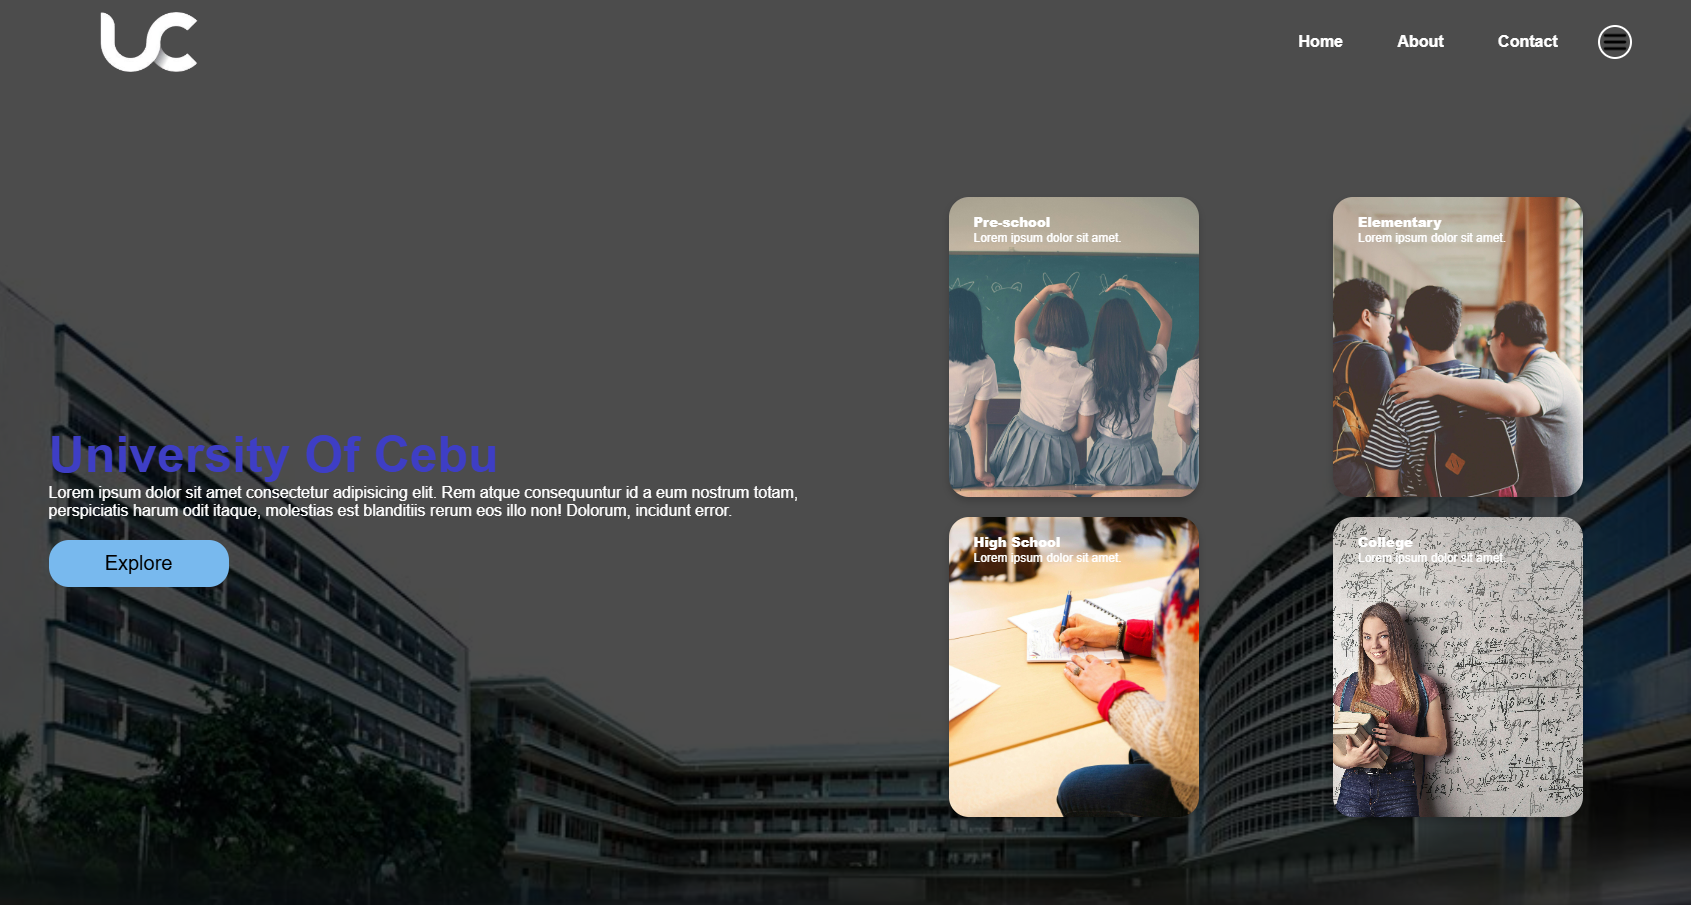 UC
Home
About
Contact
Pre-school
Lorem ipsum dolor sit amet.
Elementary
Lorem ipsum dolor sit amet.
University Of Cebu
Lorem ipsum dolor sit amet consectetur adipisicing elit. Rem atque consequuntur id a eum nostrum totam,
perspiciatis harum odit itaque, molestias est blanditiis rerum eos illo non! Dolorum, incidunt error.
Explore
High School
Lorem ipsum dolor sit amet.
College
Lorem ipsum dolor sit amet.